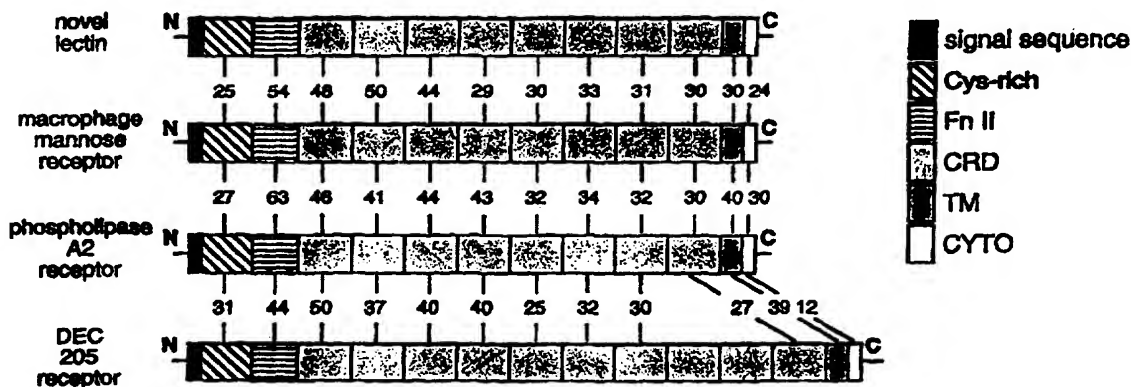 novel
lectin
N
C
25 54 48 50 44 29 30 33 31 30 30 24
macrophage
mannose
receptor
N
C
27 63 46 41 44 43 32 34 32 30 40 30
phospholipase
A2
receptor
N
C
31 44 50 37 40 40 25 32 30 27 39 12
DEC
205
receptor
N
C
signal sequence
Cys-rich
Fn II
CRD
TM
CYTO